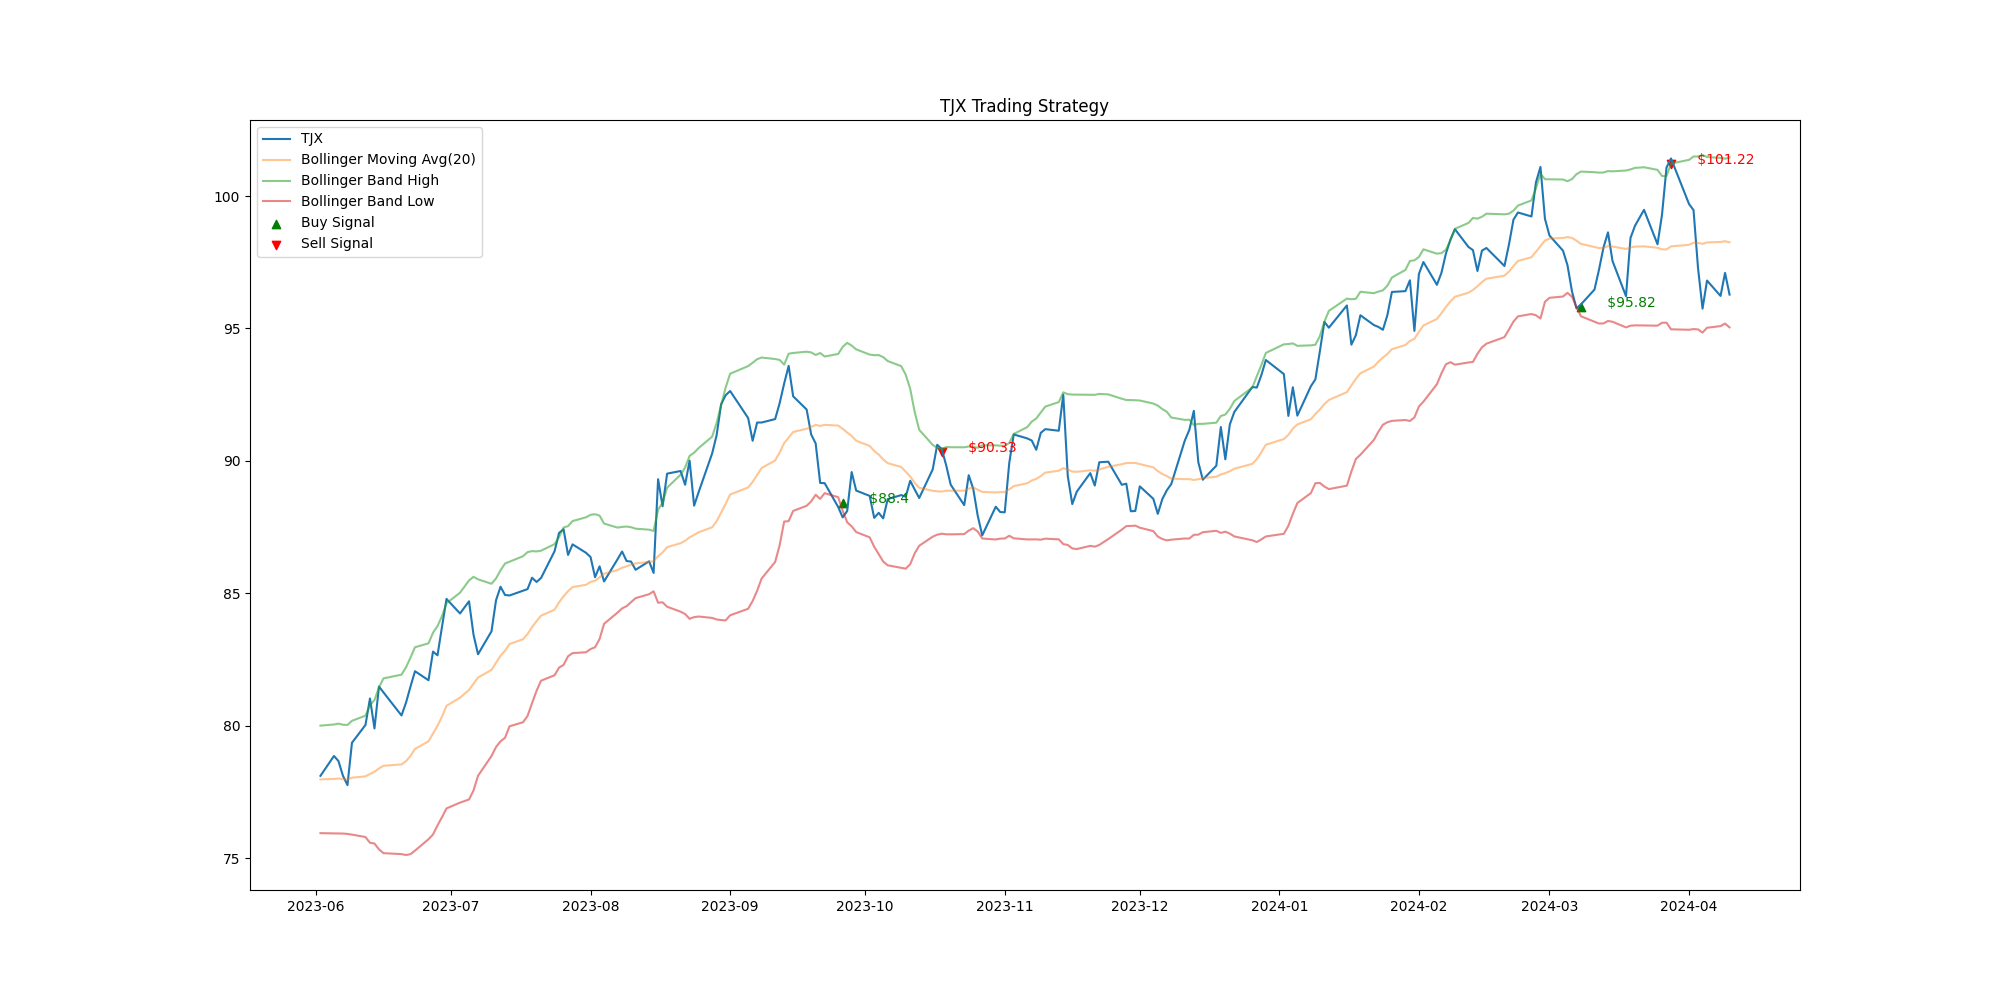 TJX Trading Strategy
TJX
Bollinger Moving Avg(20)
Bollinger Band High
Bollinger Band Low
Buy Signal
Sell Signal
$101.22
$95.82
$90.33
$88.4
100
95
90
85
80
75
2023-06 2023-07 2023-08 2023-09 2023-10 2023-11 2023-12 2024-01 2024-02 2024-03 2024-04